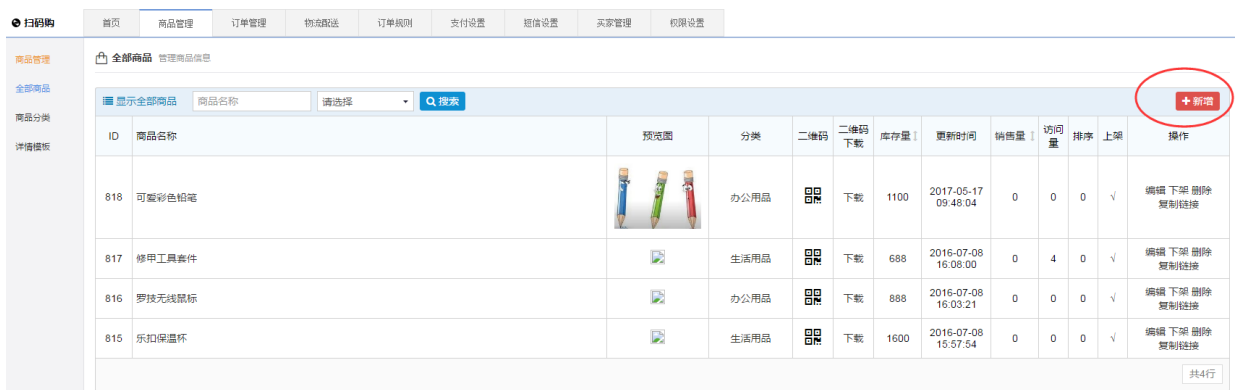 扫码购 首页 商品管理 订单管理 物流配送 订单规则 支付设置 短信设置 买家管理 权限设置
商品管理
全部商品
商品分类
详情模板
全部商品 管理商品信息
显示全部商品 商品名称 请选择 搜索 新增
ID 商品名称 预览图 分类 二维码 二维码下载 库存量 更新时间 销售量 访问量 排序 上架 操作
818 可爱彩色铅笔 办公用品 下载 1100 2017-05-17 09:48:04 0 0 0 √ 编辑 下架 删除 复制链接
817 修甲工具套件 生活用品 下载 688 2016-07-08 16:08:00 0 4 0 √ 编辑 下架 删除 复制链接
816 罗技无线鼠标 办公用品 下载 888 2016-07-08 16:03:21 0 0 0 √ 编辑 下架 删除 复制链接
815 乐扣保温杯 生活用品 下载 1600 2016-07-08 15:57:54 0 0 0 √ 编辑 下架 删除 复制链接
共4行